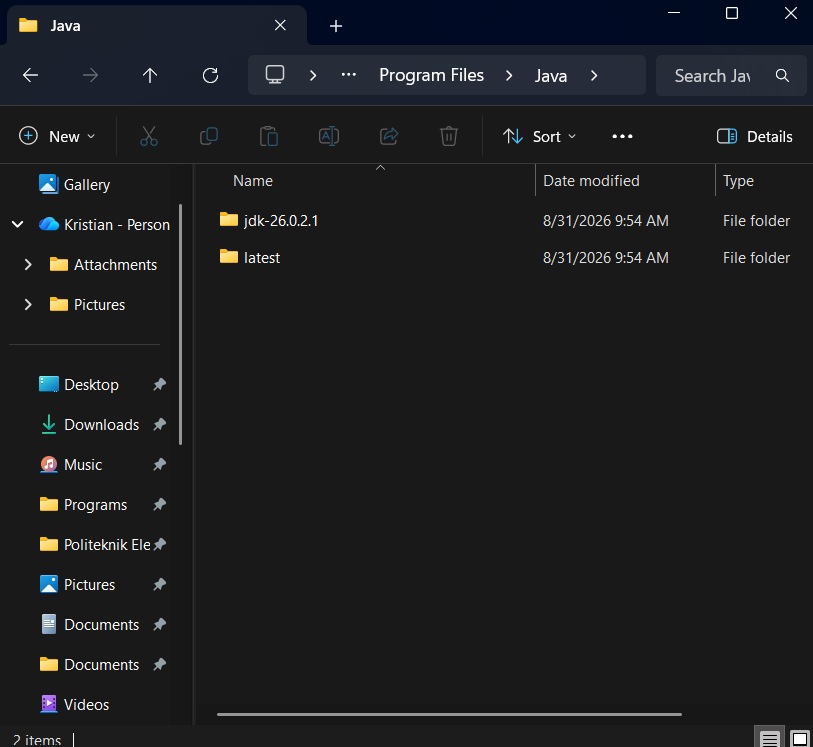 Java
Program Files
Java
Search Jav
New
Sort
Details
Gallery
Kristian - Person
Attachments
Pictures
Desktop
Downloads
Music
Programs
Politeknik Ele
Pictures
Documents
Documents
Videos
Name Date modified Type
jdk-26.0.2.1 8/31/2026 9:54 AM File folder
latest 8/31/2026 9:54 AM File folder
2 items